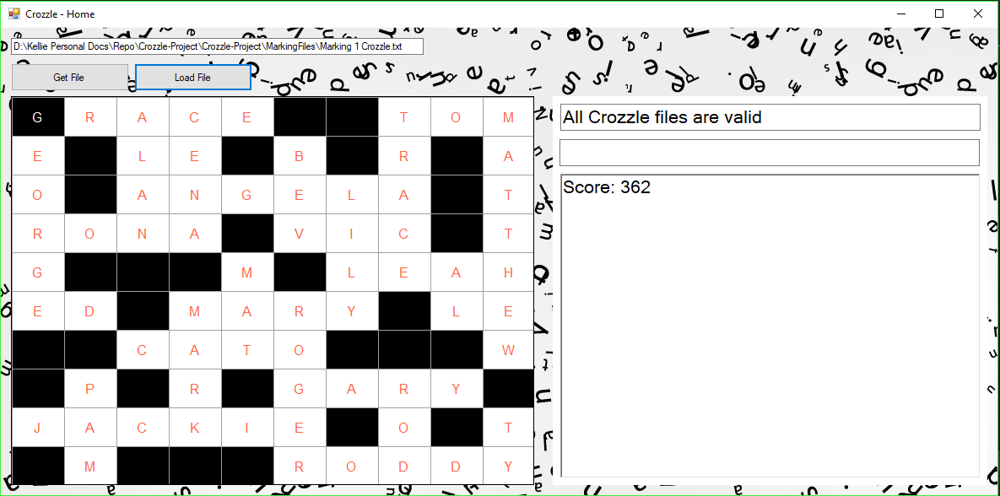 Crozzle - Home
D:\Kellie Personal Docs\Repo\Crozzle-Project\Crozzle-Project\MarkingFiles\Marking 1 Crozzle.txt
Get File
Load File
G R A C E T O M
E L E B R A
O A N G E L A T
R O N A V I C T
G M L E A H
E D M A R Y L E
C A T O W
P R G A R Y
J A C K I E O T
M R O D D Y
All Crozzle files are valid
Score: 362